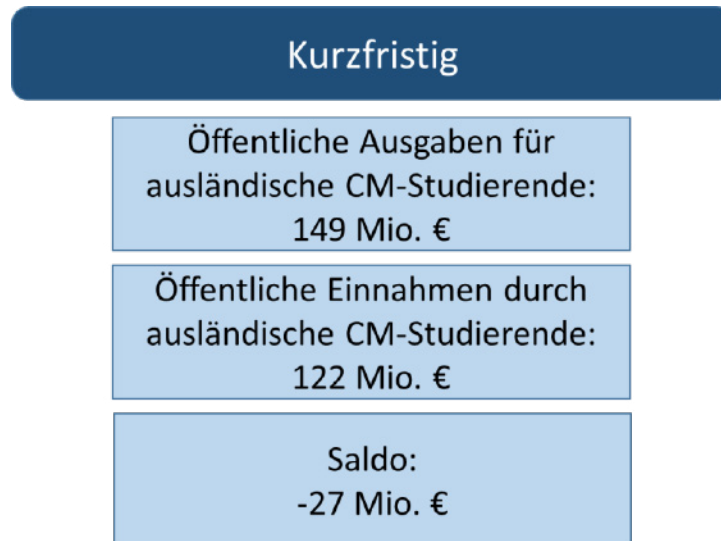 Kurzfristig
Öffentliche Ausgaben für
ausländische CM-Studierende:
149 Mio. €
Öffentliche Einnahmen durch
ausländische CM-Studierende:
122 Mio. €
Saldo:
-27 Mio. €